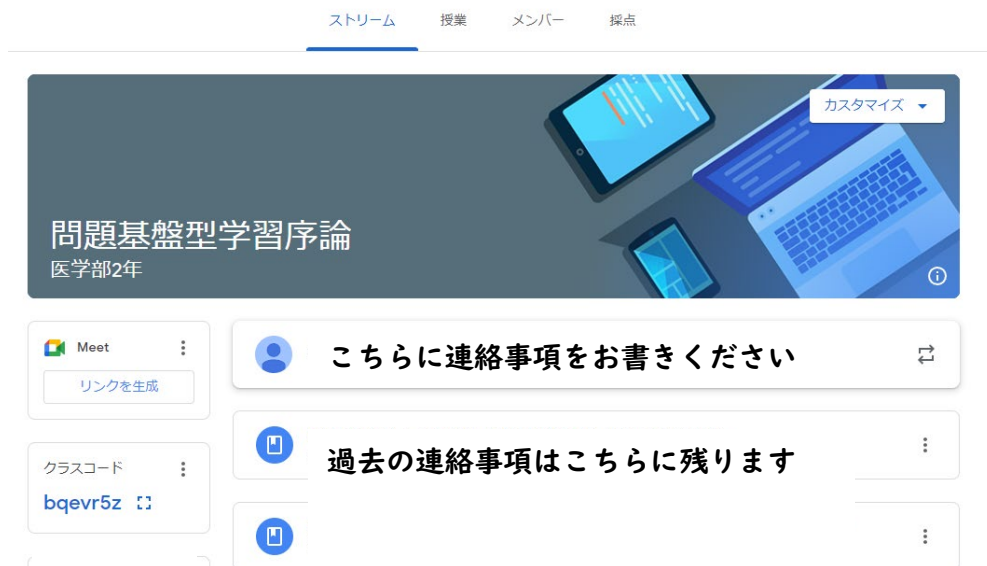 ストリーム 授業 メンバー 採点
カスタマイズ
問題基盤型学習序論
医学部2年
Meet
リンクを生成
こちらに連絡事項をお書きください
クラスコード
bqevr5z
過去の連絡事項はこちらに残ります